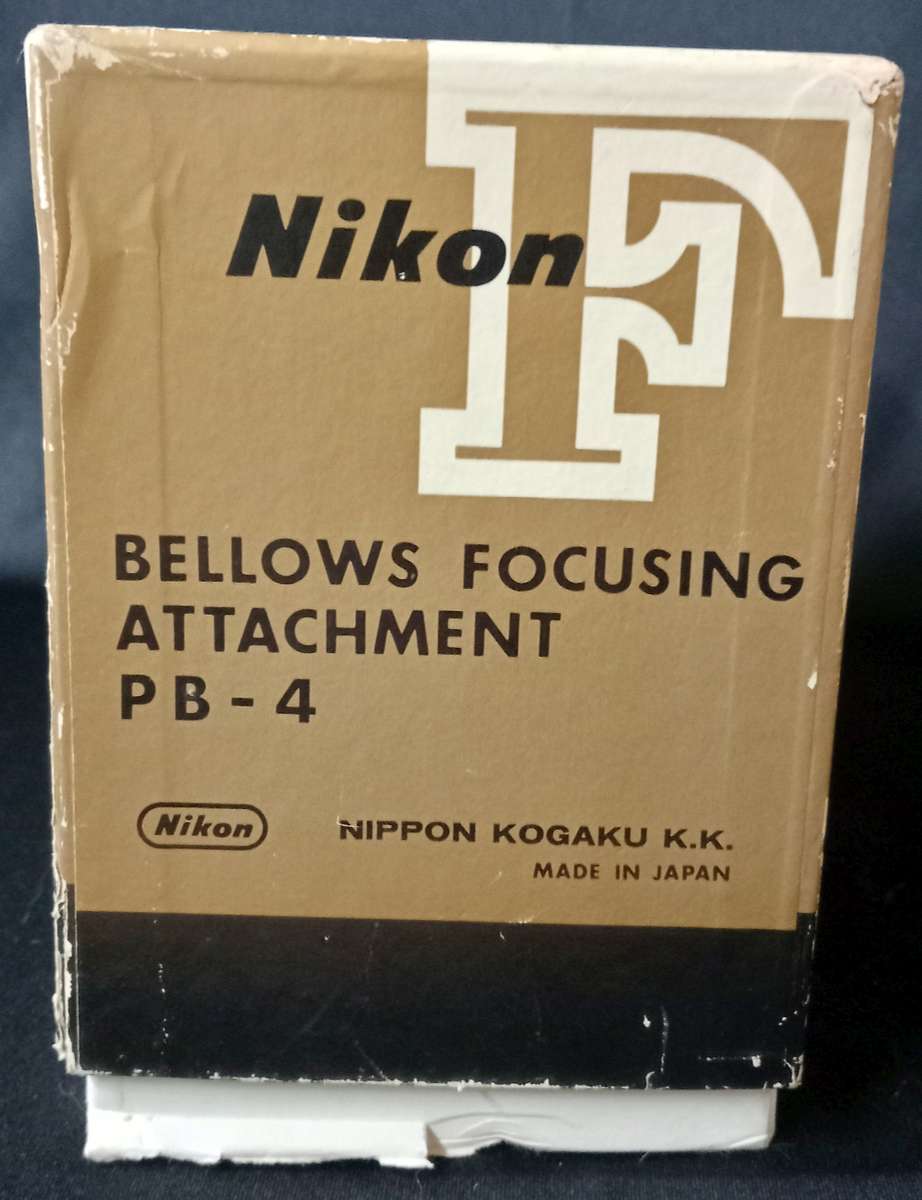 Nikon F
BELLOWS FOCUSING
ATTACHMENT
PB-4
Nikon NIPPON KOGAKU K.K.
MADE IN JAPAN